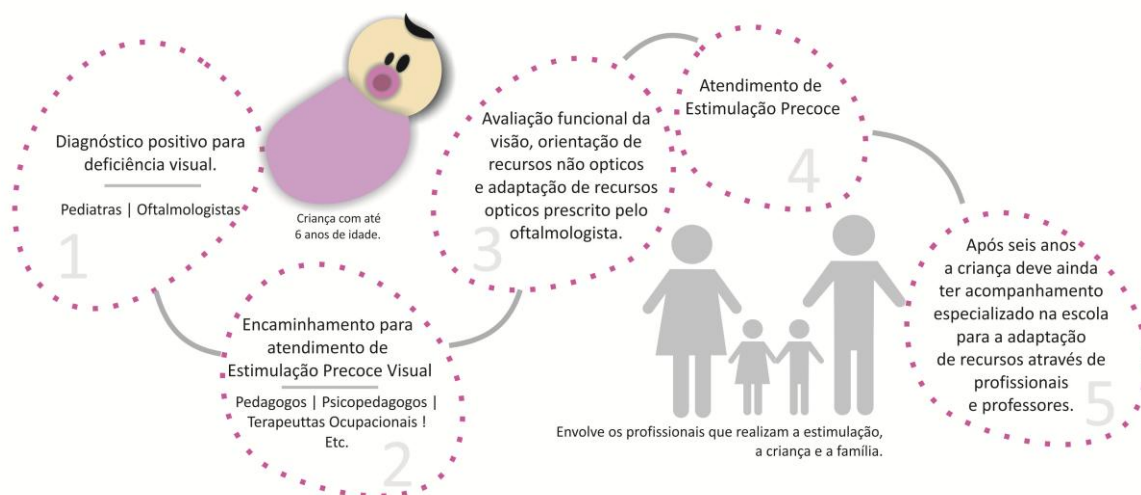 Diagnóstico positivo para
deficiência visual.
Pediatras | Oftalmologistas
1
Criança com até
6 anos de idade.
Encaminhamento para
atendimento de
Estimulação Precoce Visual
Pedagogos | Psicopedagogos |
Terapeuttas Ocupacionais !
Etc.
2
Avaliação funcional da
visão, orientação de
recursos não opticos
e adaptação de recursos
opticos prescrito pelo
oftalmologista.
3
Atendimento de
Estimulação Precoce
4
Envolve os profissionais que realizam a estimulação,
a criança e a família.
Após seis anos
a criança deve ainda
ter acompanhamento
especializado na escola
para a adaptação
de recursos através de
profissionais
e professores.
5